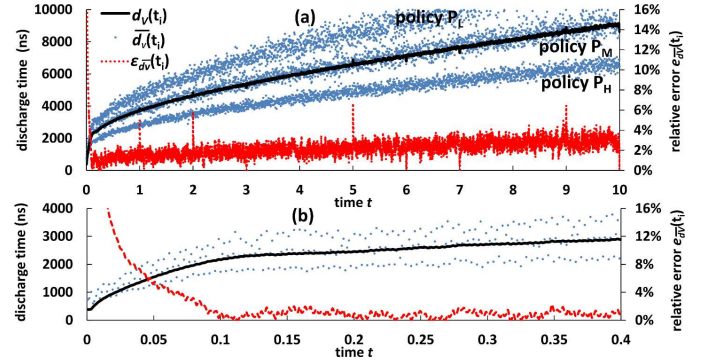 (a)
policy P_L
policy P_M
policy P_H
d_V(t_i)
d_v(t_i)
ε_dv(t_i)
discharge time (ns)
10000
8000
6000
4000
2000
0
16%
14%
12%
10%
8%
6%
4%
2%
0%
relative error e_dv(t_i)
0 1 2 3 4 5 6 7 8 9 10
time t
(b)
discharge time (ns)
4000
3000
2000
1000
0
16%
12%
8%
4%
0%
relative error e_dv(t_i)
0 0.05 0.1 0.15 0.2 0.25 0.3 0.35 0.4
time t